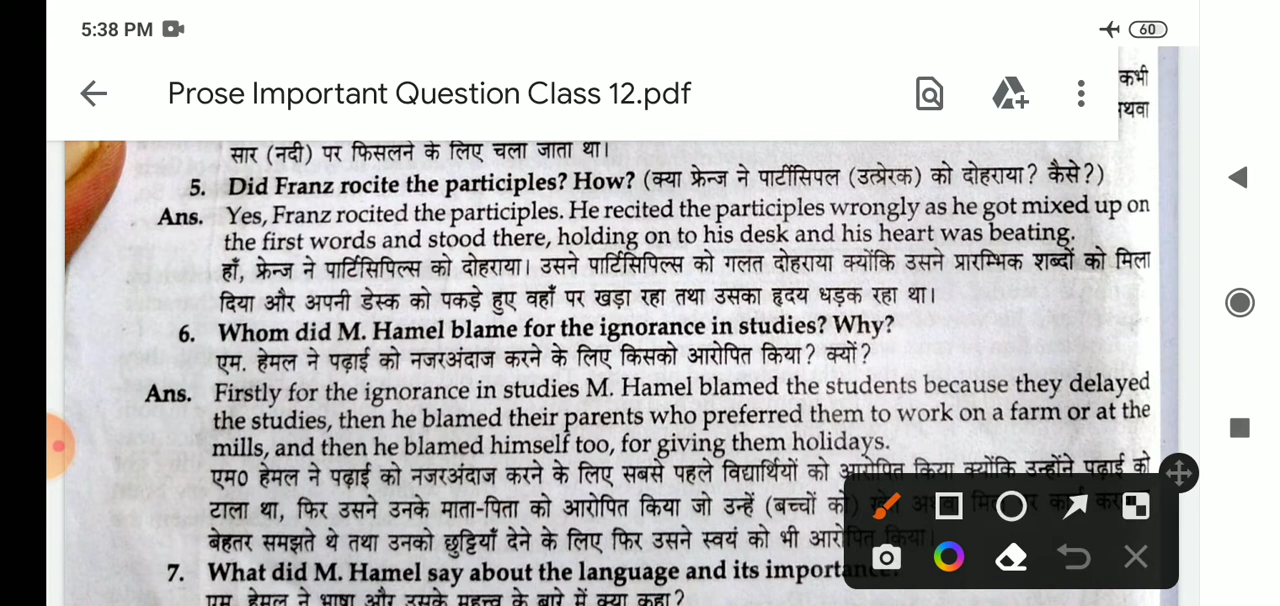 5:38 PM
60
Prose Important Question Class 12.pdf
कभी
सार (नदी) पर फिसलने के लिए चला जाता था।
5. Did Franz rocite the participles? How? (क्या फ्रेन्ज ने पार्टीसिपल (उत्प्रेरक) को दोहराया? कैसे?)
Ans. Yes, Franz rocited the participles. He recited the participles wrongly as he got mixed up on
the first words and stood there, holding on to his desk and his heart was beating.
हाँ, फ्रेन्ज ने पार्टिसिपिल्स को दोहराया। उसने पार्टिसिपिल्स को गलत दोहराया क्योंकि उसने प्रारम्भिक शब्दों को मिला
दिया और अपनी डेस्क को पकड़े हुए वहाँ पर खड़ा रहा तथा उसका हृदय धड़क रहा था।
6. Whom did M. Hamel blame for the ignorance in studies? Why?
एम. हेमल ने पढ़ाई को नजरअंदाज करने के लिए किसको आरोपित किया? क्यों?
Ans. Firstly for the ignorance in studies M. Hamel blamed the students because they delayed
the studies, then he blamed their parents who preferred them to work on a farm or at the
mills, and then he blamed himself too, for giving them holidays.
एम० हेमल ने पढ़ाई को नजरअंदाज करने के लिए सबसे पहले विद्यार्थियों को आरोपित किया क्योंकि उन्होंने पढ़ाई को
टाला था, फिर उसने उनके माता-पिता को आरोपित किया जो उन्हें (बच्चों को)
बेहतर समझते थे तथा उनको छुट्टियाँ देने के लिए फिर उसने स्वयं को भी आरोपित किया।
7. What did M. Hamel say about the language and its importance?
एम. हेमल ने भाषा और उसके महत्त्व के बारे में क्या कहा?